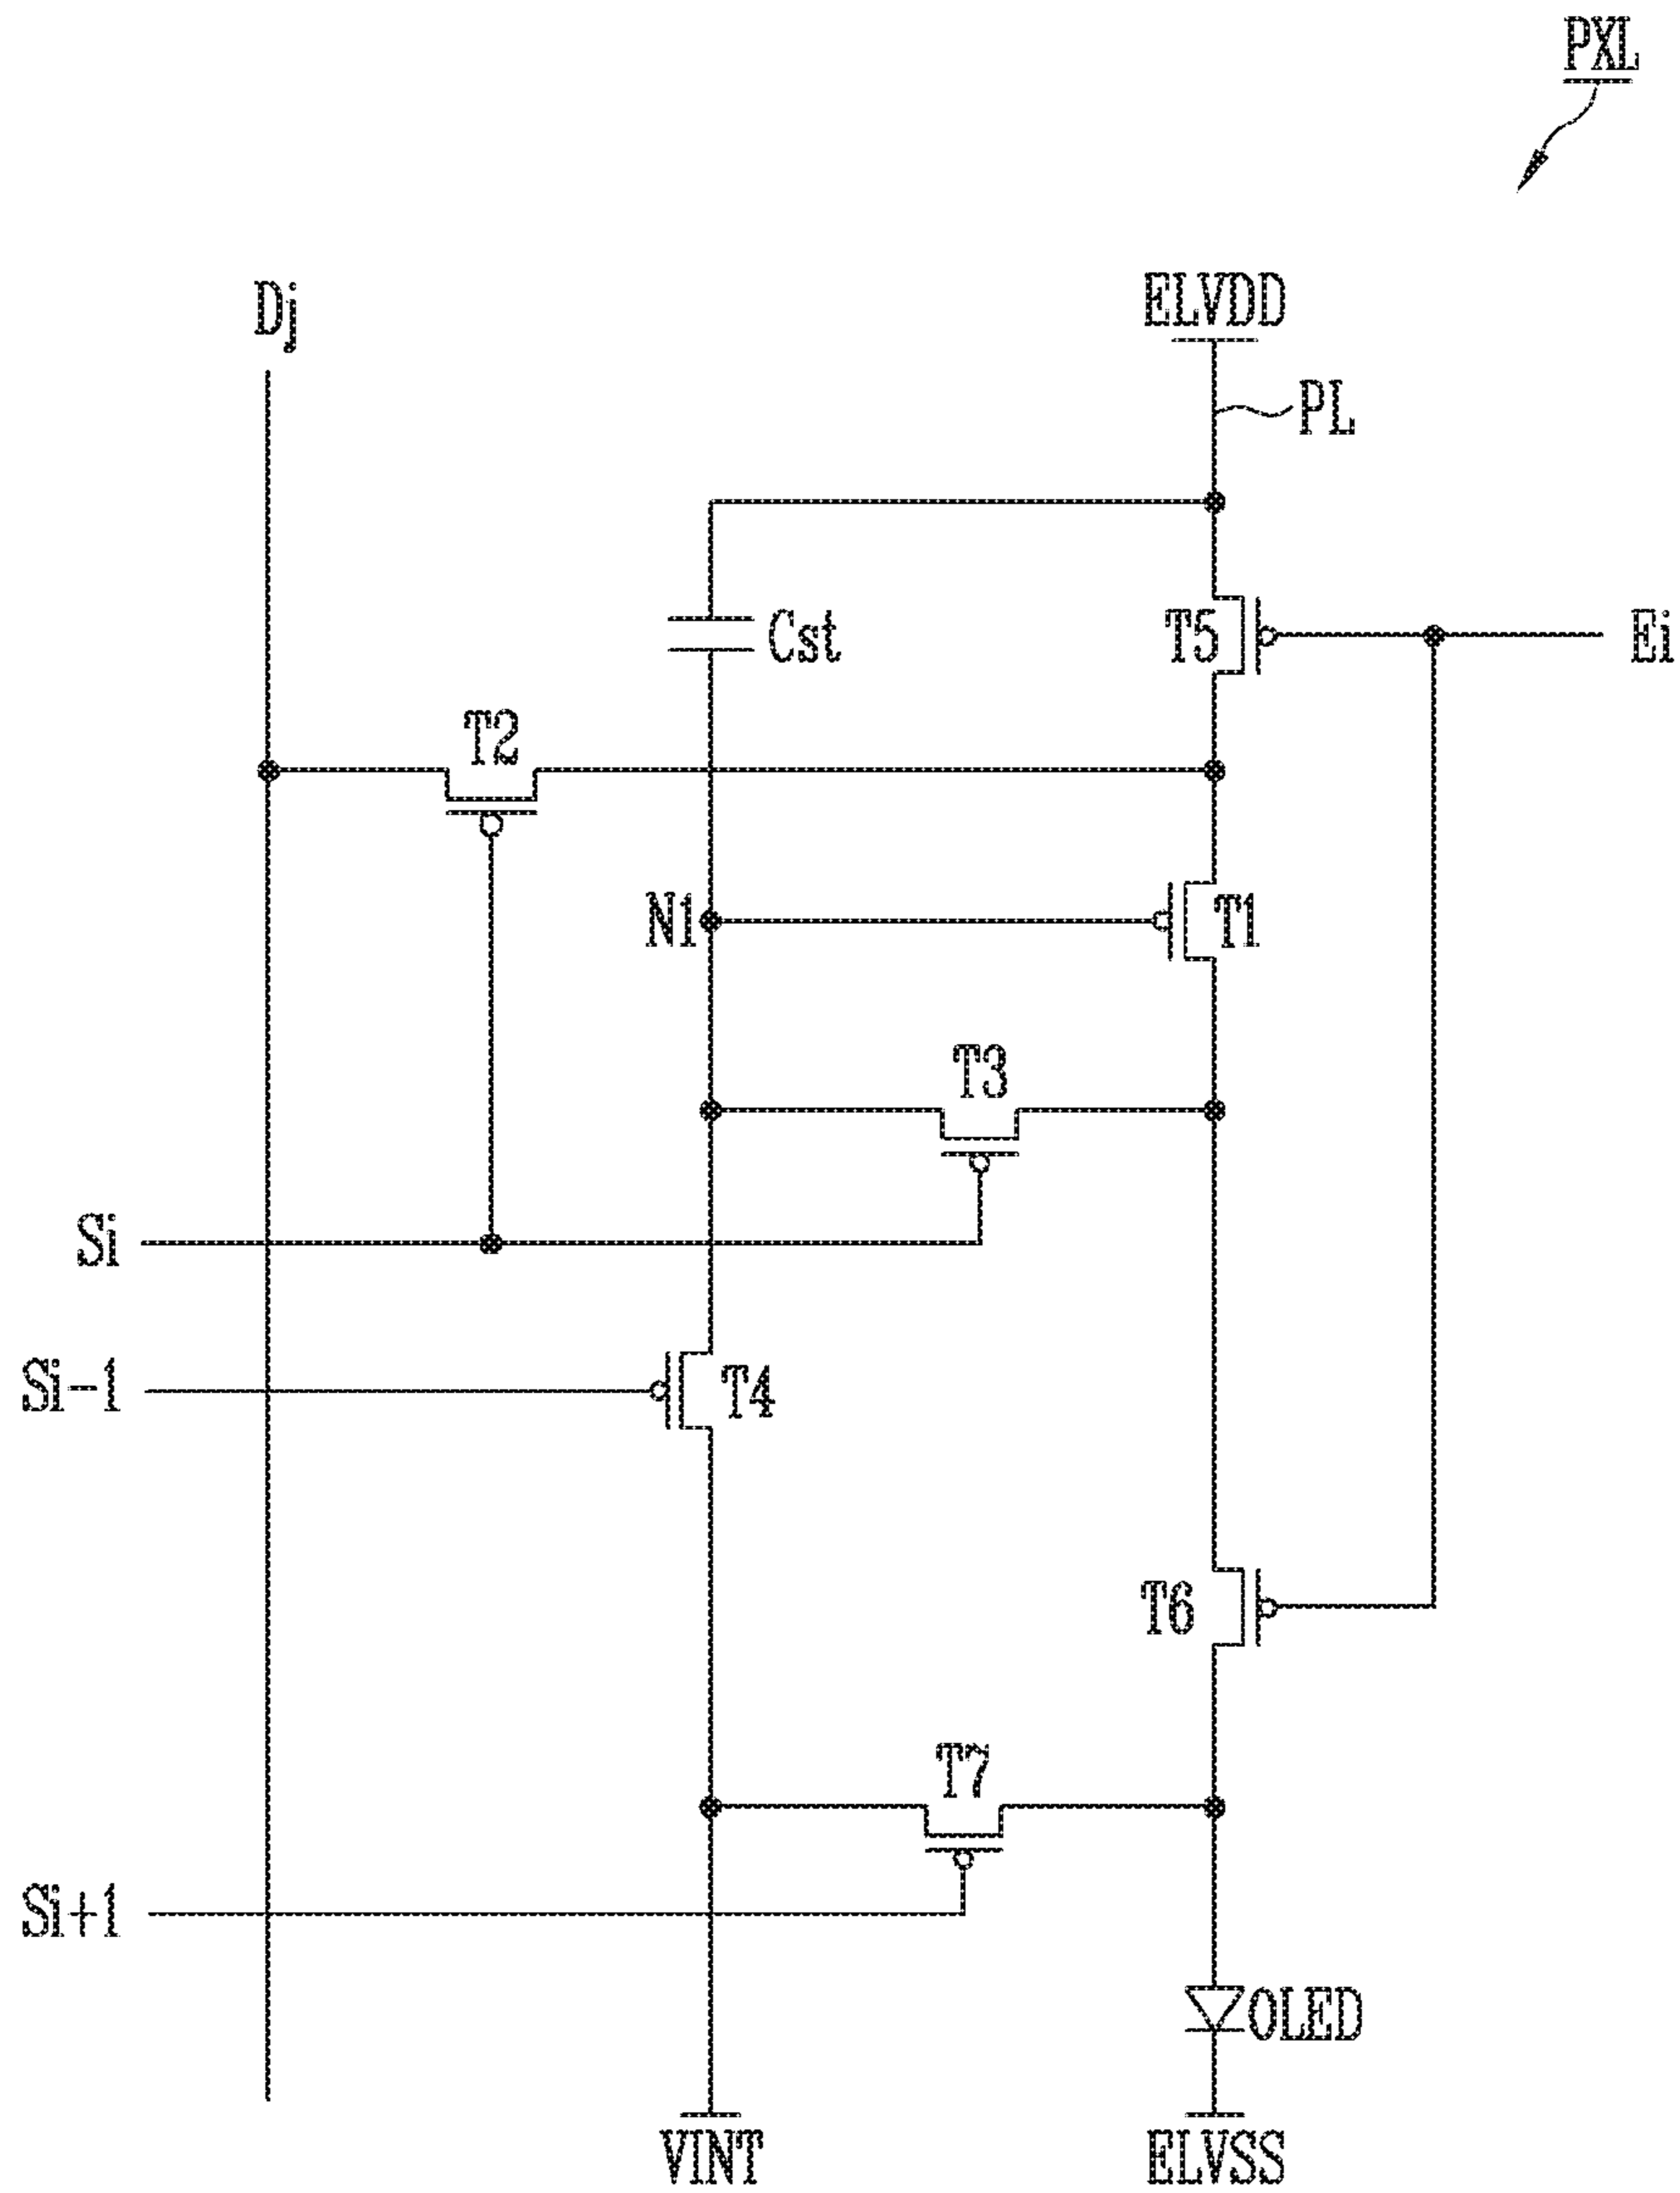 PXL
Dj
ELVDD
PL
Cst
T5
Ei
T2
N1
T1
T3
Si
Si-1
T4
T6
T7
Si+1
OLED
VINT
ELVSS